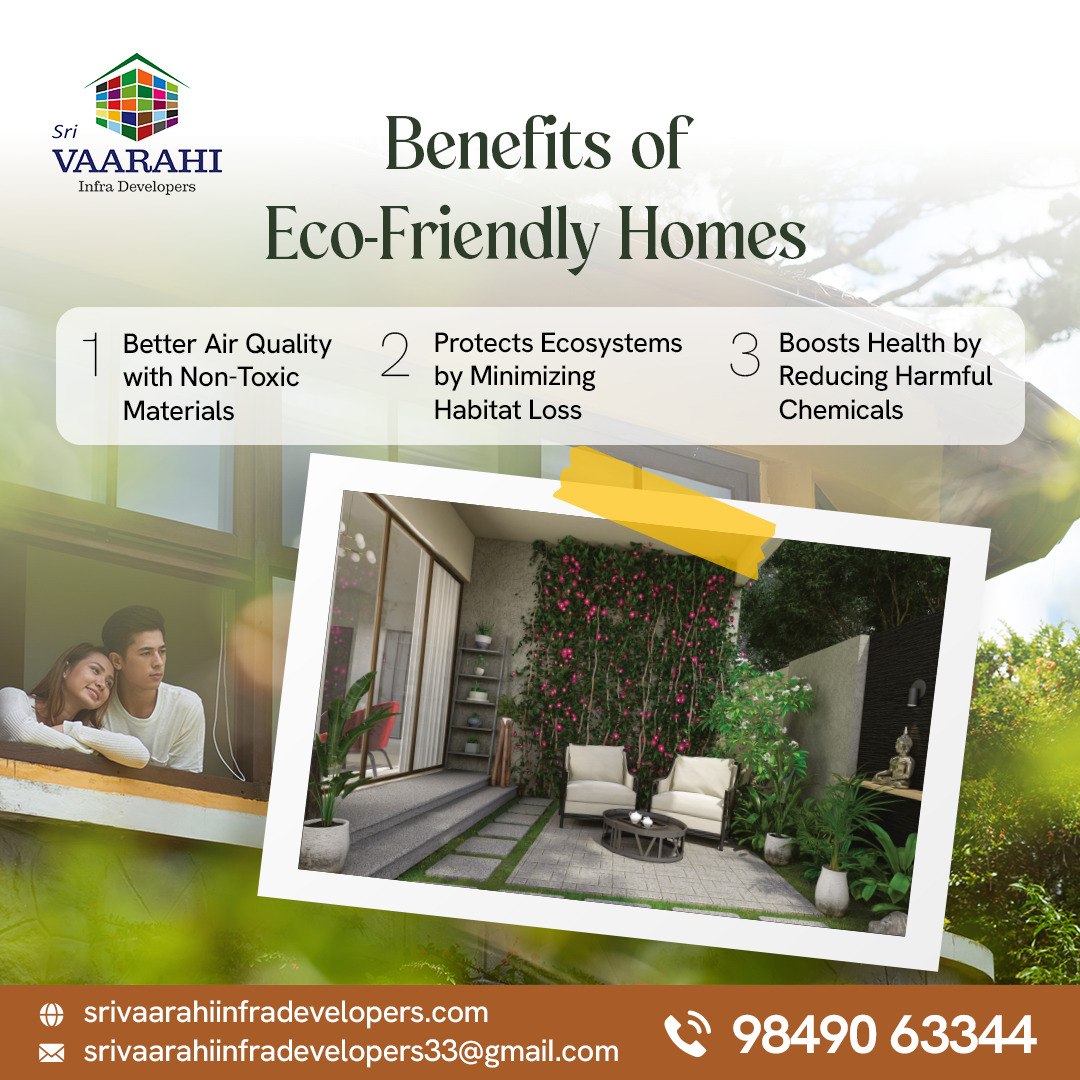 Sri
VAARAHI
Infra Developers
Benefits of
Eco-Friendly Homes
1
Better Air Quality
with Non-Toxic
Materials
2
Protects Ecosystems
by Minimizing
Habitat Loss
3
Boosts Health by
Reducing Harmful
Chemicals
srivaarahiinfradevelopers.com
srivaarahiinfradevelopers33@gmail.com
98490 63344